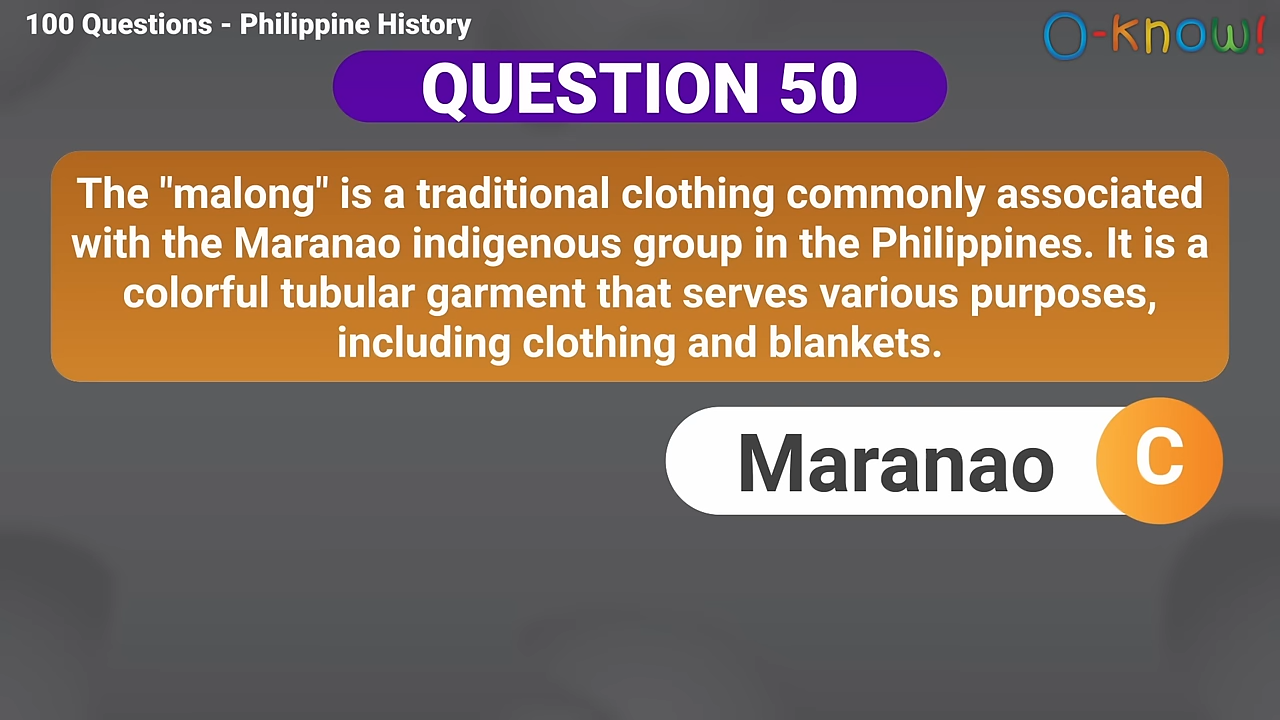 100 Questions - Philippine History
O-know!
QUESTION 50
The "malong" is a traditional clothing commonly associated
with the Maranao indigenous group in the Philippines. It is a
colorful tubular garment that serves various purposes,
including clothing and blankets.
Maranao C